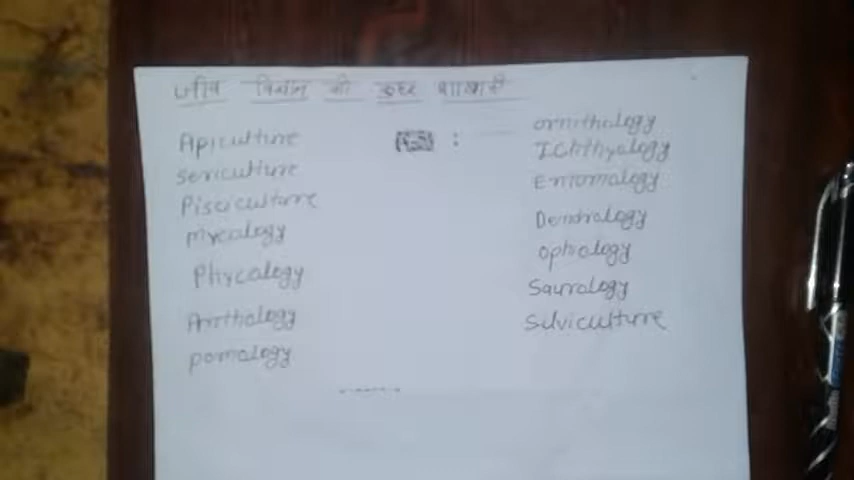 जीव विज्ञान की कुछ शाखाएँ
Apiculture
Sericulture
Pisciculture
Mycology
Phycology
Anthology
pomology
:
ornithology
Ichthyology
Entomology
Dendrology
ophiology
Saurology
Silviculture